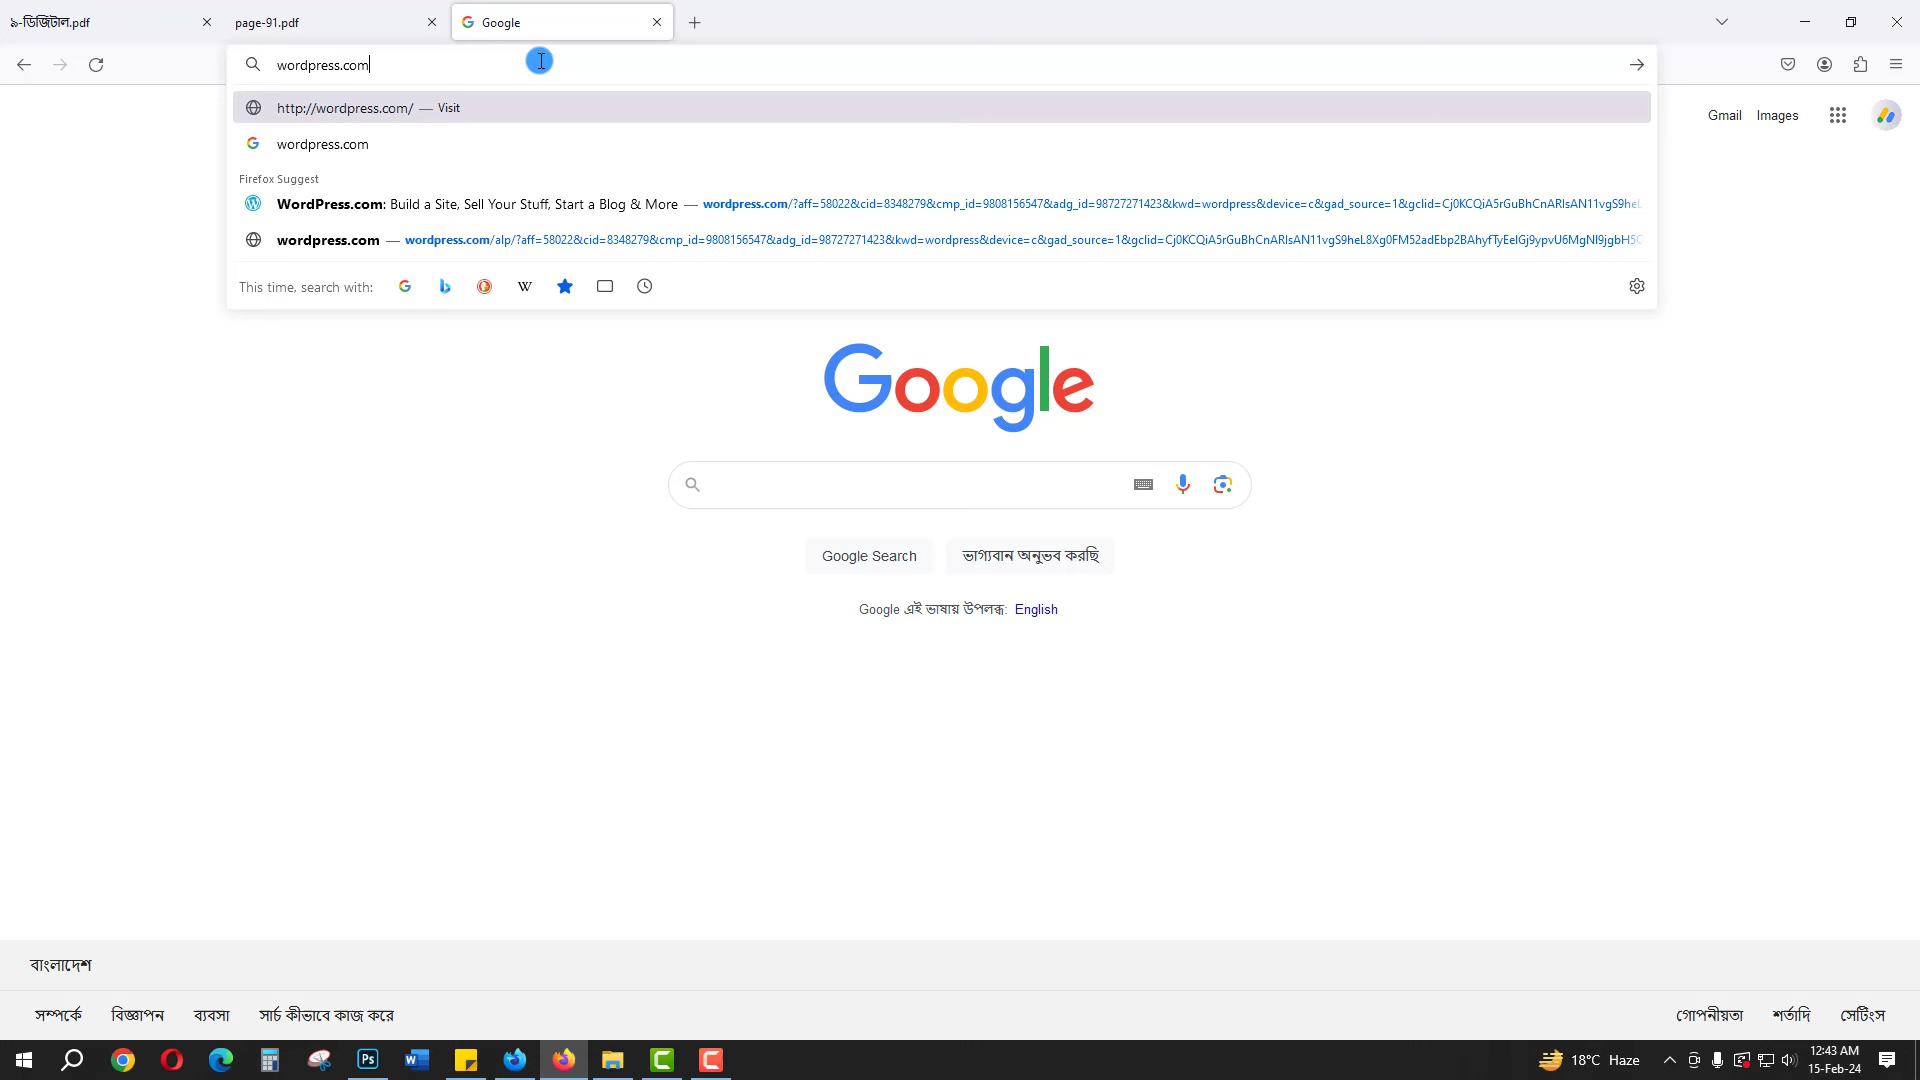 ৯-ডিজিটাল.pdf
page-91.pdf
Google
wordpress.com
http://wordpress.com/ — Visit
wordpress.com
Firefox Suggest
WordPress.com: Build a Site, Sell Your Stuff, Start a Blog & More — wordpress.com/?aff=58022&cid=8348279&cmp_id=9808156547&adg_id=98727271423&kwd=wordpress&device=c&gad_source=1&gclid=Cj0KCQiA5rGuBhCnARIsAN11vgS9heL
wordpress.com — wordpress.com/alp/?aff=58022&cid=8348279&cmp_id=9808156547&adg_id=98727271423&kwd=wordpress&device=c&gad_source=1&gclid=Cj0KCQiA5rGuBhCnARIsAN11vgS9heL8Xg0FM52adEbp2BAhyfTyEelGj9ypvU6MgNI9jgbH5C
This time, search with:
Gmail Images
Google
Google Search
ভাগ্যবান অনুভব করছি
Google এই ভাষায় উপলব্ধ: English
বাংলাদেশ
সম্পর্কে বিজ্ঞাপন ব্যবসা সার্চ কীভাবে কাজ করে
গোপনীয়তা শর্তাদি সেটিংস
18°C Haze
12:43 AM
15-Feb-24